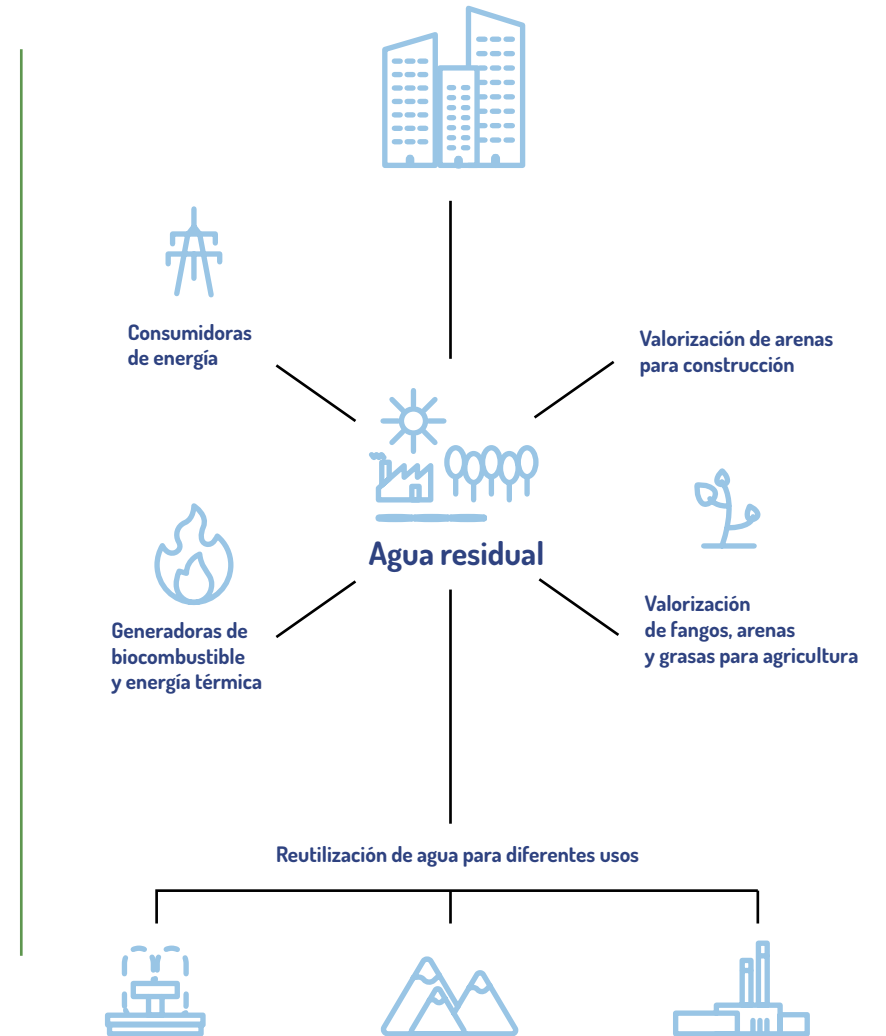 Consumidoras
de energía
Valorización de arenas
para construcción
Agua residual
Generadoras de
biocombustible
y energía térmica
Valorización
de fangos, arenas
y grasas para agricultura
Reutilización de agua para diferentes usos